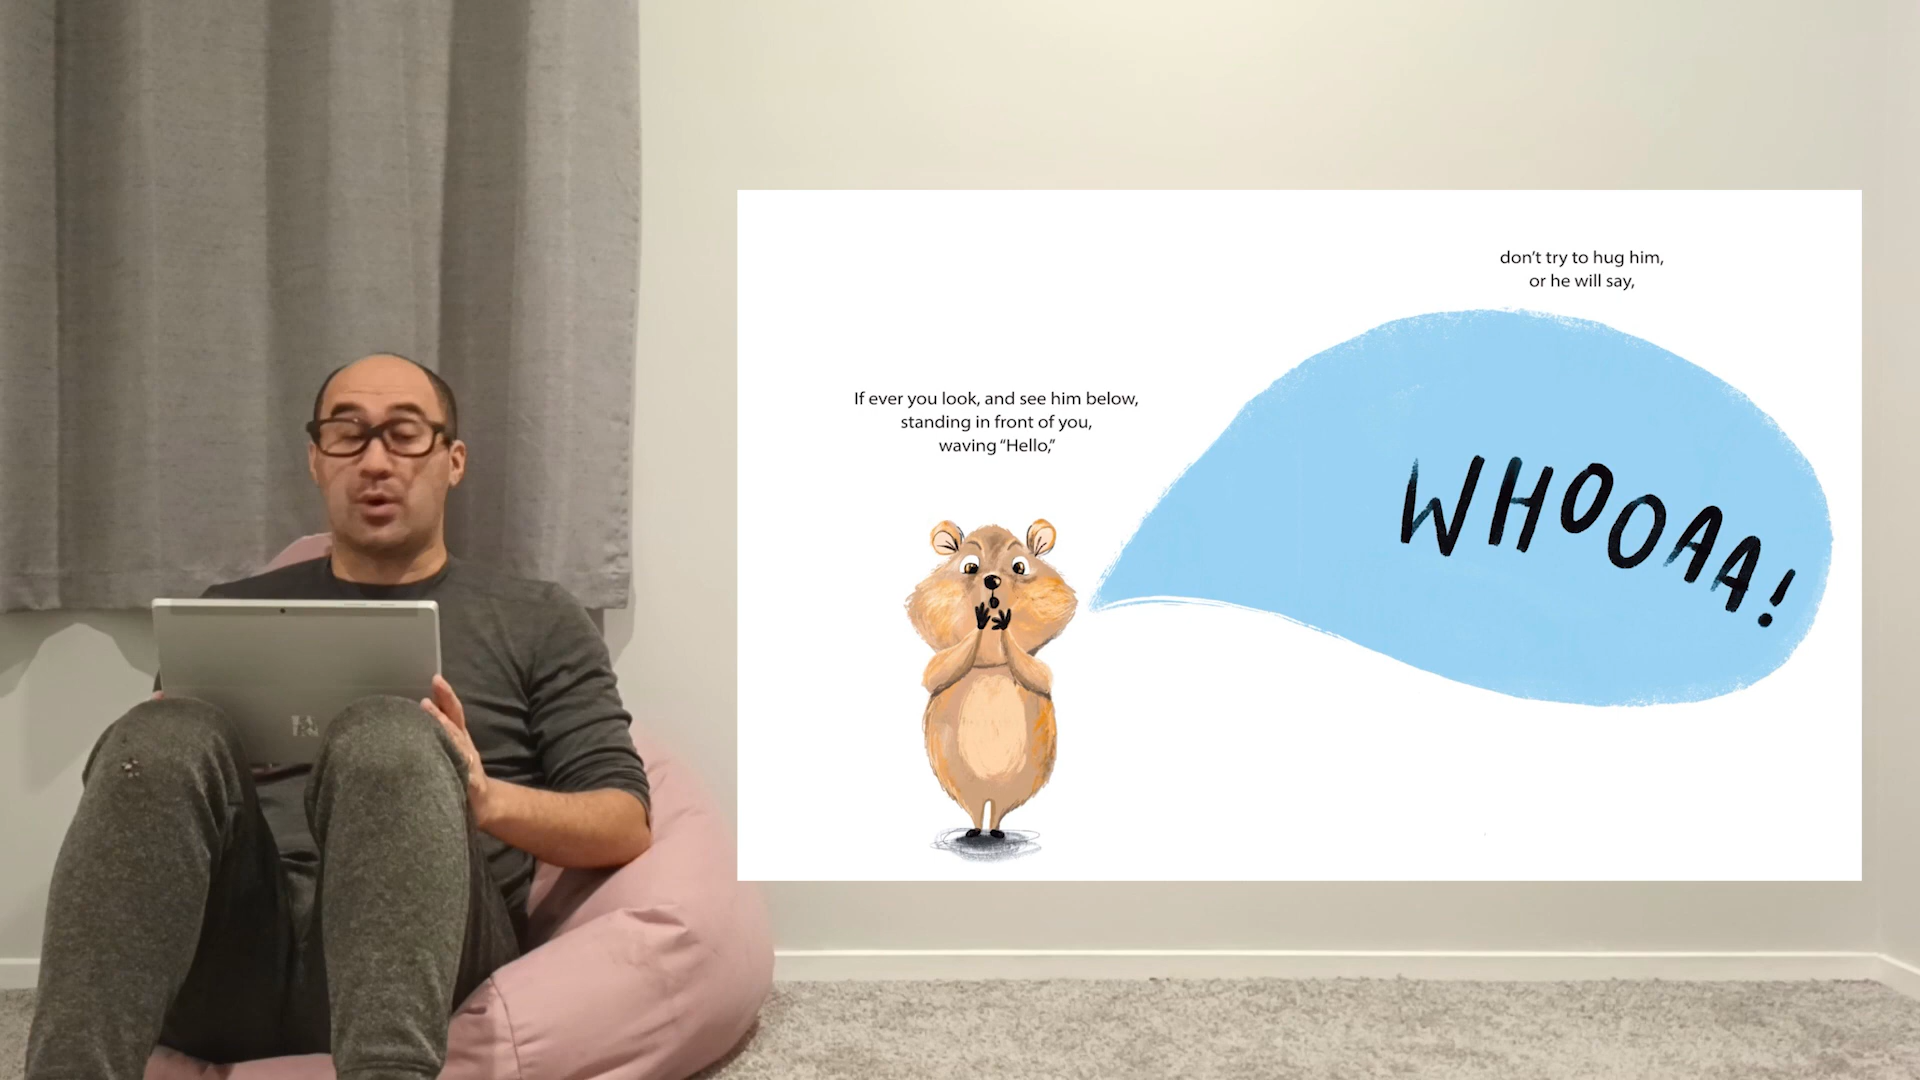 If ever you look, and see him below,
standing in front of you,
waving “Hello,”
don’t try to hug him,
or he will say,
WHOOAA!